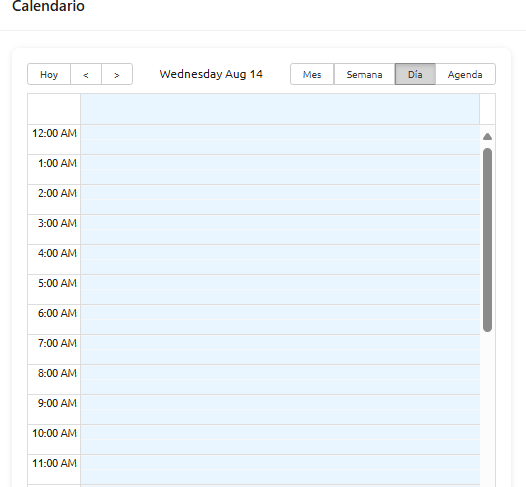 Calendario
Hoy < > Wednesday Aug 14 Mes Semana Día Agenda
12:00 AM
1:00 AM
2:00 AM
3:00 AM
4:00 AM
5:00 AM
6:00 AM
7:00 AM
8:00 AM
9:00 AM
10:00 AM
11:00 AM